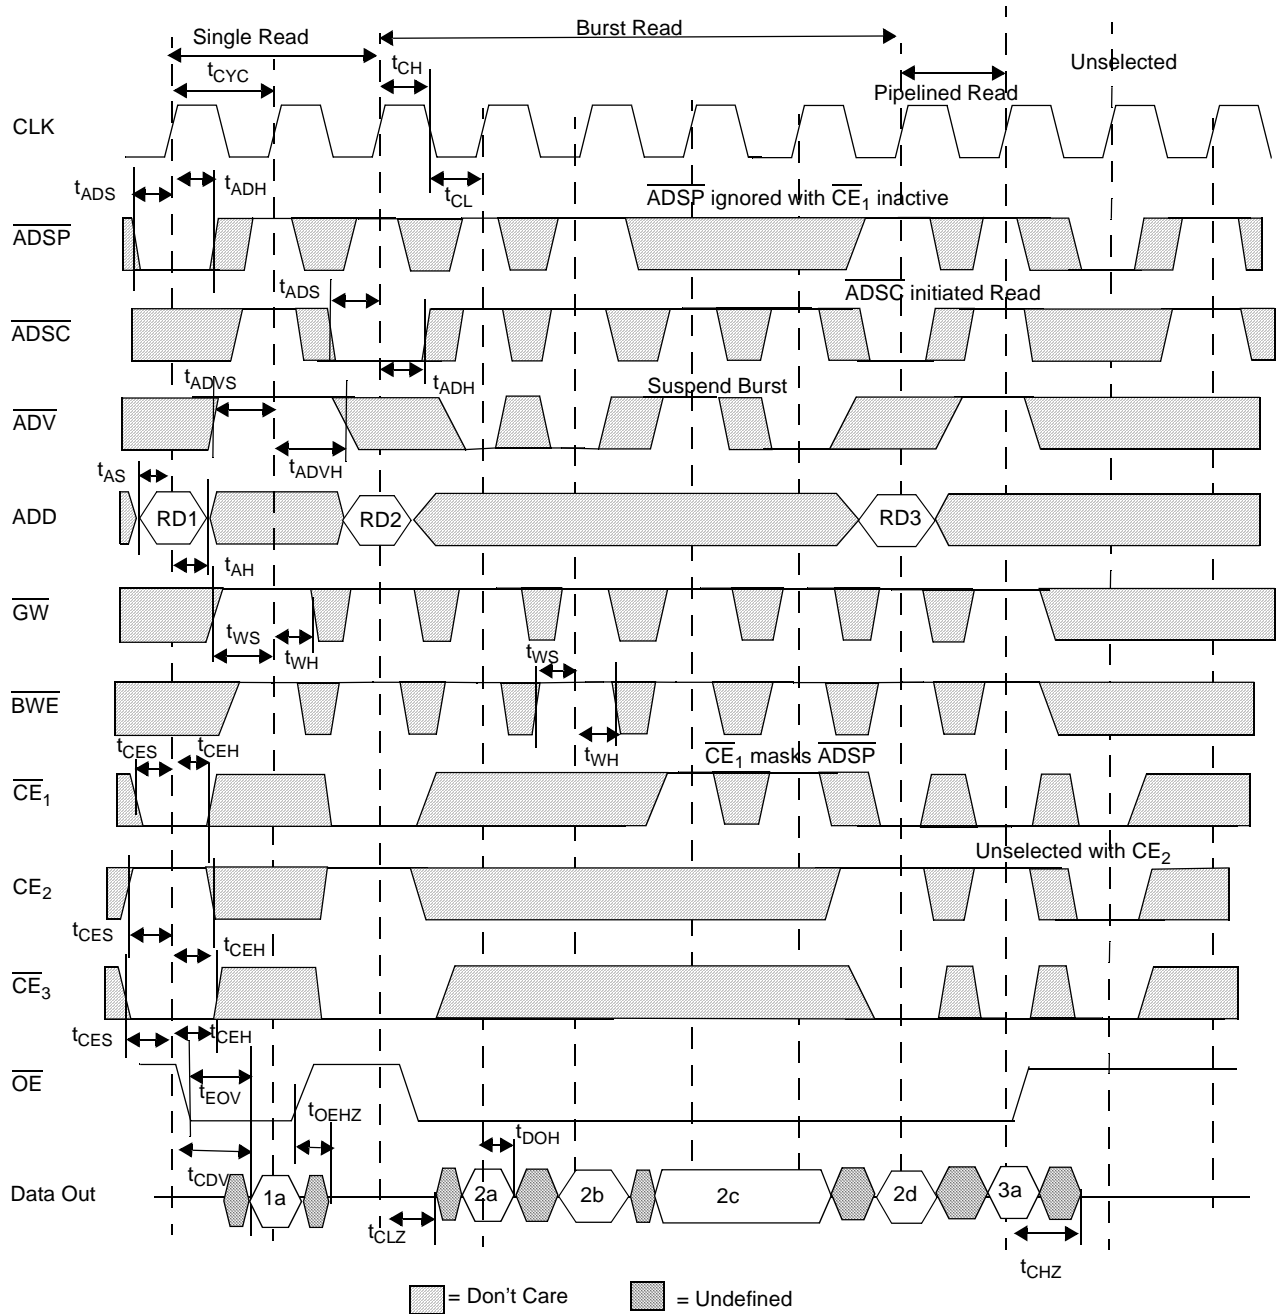 Single Read
Burst Read
Unselected
tCYC
tCH
Pipelined Read
CLK
tADS
tADH
tCL
ADSP ignored with CE1 inactive
ADSP
tADS
ADSC initiated Read
ADSC
tADVS
tADH
Suspend Burst
ADV
tAS
tADVH
ADD
RD1
RD2
RD3
tAH
GW
tWS
tWH
tWS
BWE
tCES
tCEH
tWH
CE1 masks ADSP
CE1
Unselected with CE2
CE2
tCES
tCEH
CE3
tCES
tCEH
OE
tEOV
tOEHZ
tDOH
tCDV
Data Out
1a
2a
2b
2c
2d
3a
tCLZ
tCHZ
= Don't Care
= Undefined